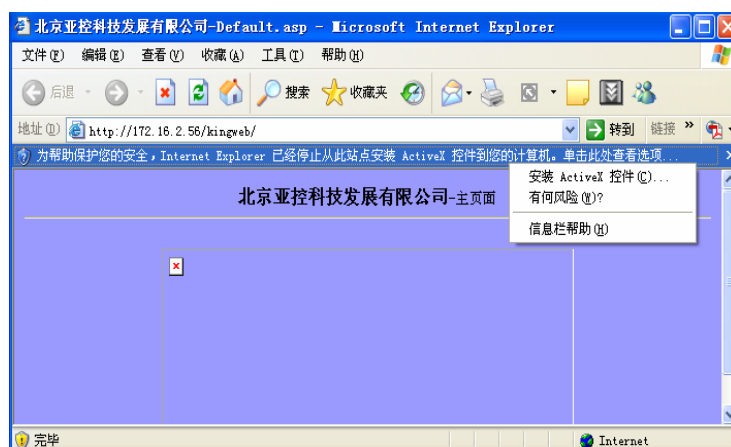 北京亚控科技发展有限公司-Default.asp - Microsoft Internet Explorer
文件(F) 编辑(E) 查看(V) 收藏(A) 工具(T) 帮助(H)
后退 搜索 收藏夹
地址(D) http://172.16.2.56/kingweb/ 转到 链接 »
为帮助保护您的安全，Internet Explorer 已经停止从此站点安装 ActiveX 控件到您的计算机。单击此处查看选项...
安装 ActiveX 控件(C)...
北京亚控科技发展有限公司-主页面
有何风险(W)?
信息栏帮助(H)
完毕 Internet